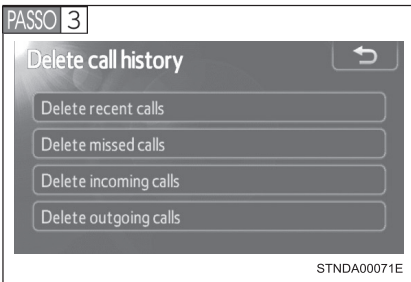 PASSO 3
Delete call history
Delete recent calls
Delete missed calls
Delete incoming calls
Delete outgoing calls
STNDA00071E